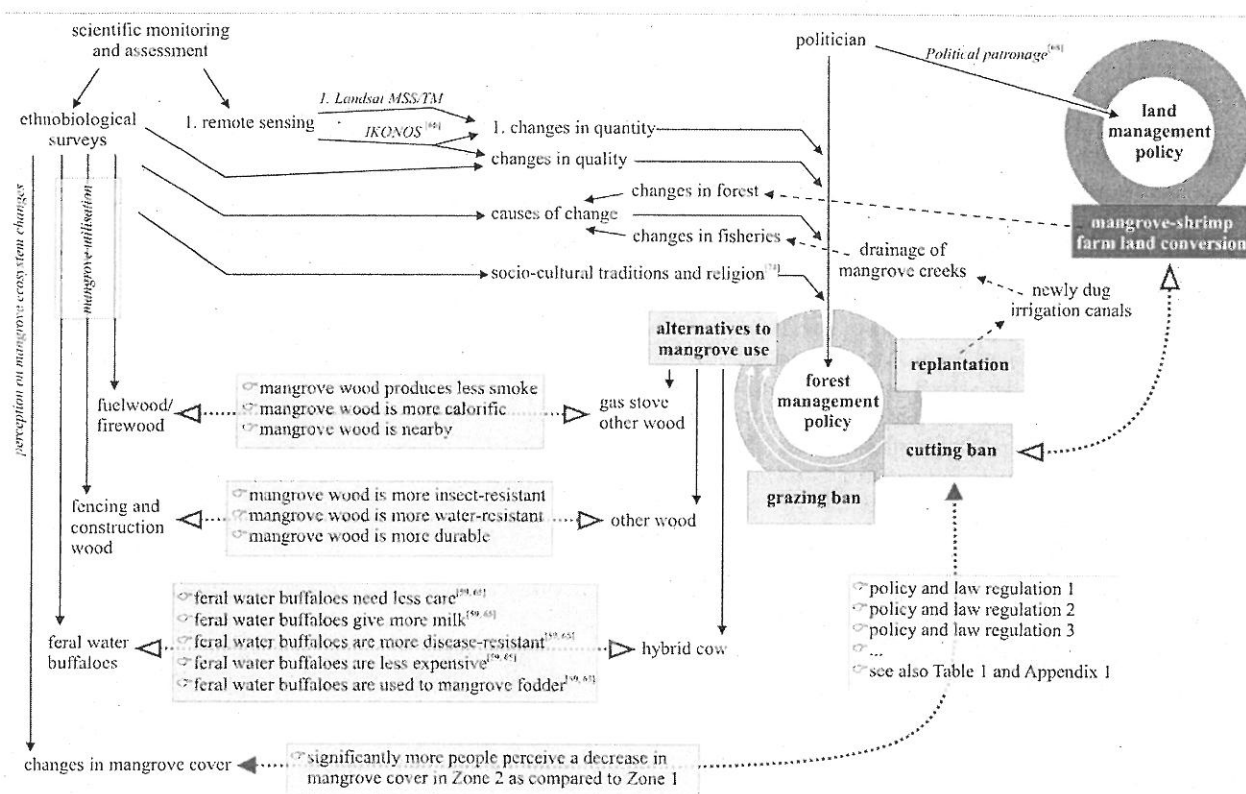 scientific monitoring
and assessment
politician
Political patronage
land
management
policy
1. Landsat MSS/TM
ethnobiological
surveys
1. remote sensing
IKONOS
1. changes in quantity
changes in quality
changes in forest
causes of change
changes in fisheries
mangrove-shrimp
farm land conversion
drainage of
mangrove creeks
socio-cultural traditions and religion
newly dug
irrigation canals
perception on mangrove ecosystem changes
mangrove utilisation
alternatives to
mangrove use
replantation
forest
management
policy
cutting ban
grazing ban
fuelwood/
firewood
☞mangrove wood produces less smoke
☞mangrove wood is more calorific
☞mangrove wood is nearby
gas stove
other wood
fencing and
construction
wood
☞mangrove wood is more insect-resistant
☞mangrove wood is more water-resistant
☞mangrove wood is more durable
other wood
☞policy and law regulation 1
☞policy and law regulation 2
☞policy and law regulation 3
☞...
☞see also Table 1 and Appendix 1
feral water
buffaloes
☞feral water buffaloes need less care[59, 65]
☞feral water buffaloes give more milk[59, 65]
☞feral water buffaloes are more disease-resistant[59, 65]
☞feral water buffaloes are less expensive[59, 65]
☞feral water buffaloes are used to mangrove fodder[59, 65]
hybrid cow
changes in mangrove cover
☞significantly more people perceive a decrease in
mangrove cover in Zone 2 as compared to Zone 1